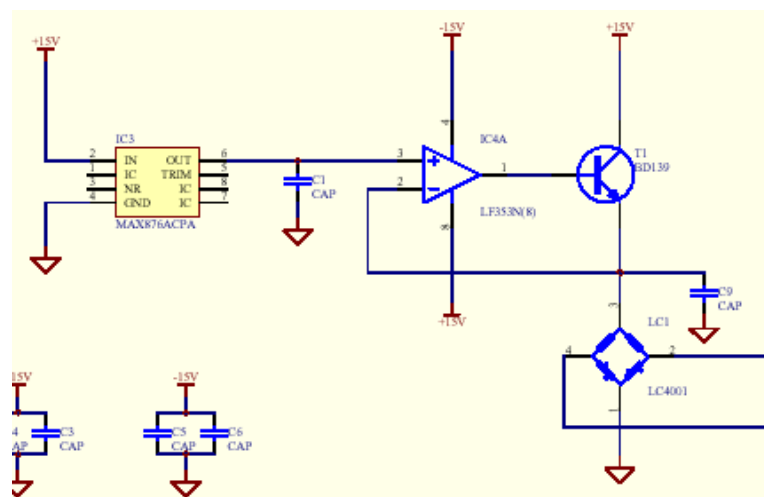 +15V
-15V
+15V
IC3
2 IN OUT 6
1 IC TRIM 5
3 NR IC 8
4 GND IC 7
MAX876ACPA
C1
CAP
3
2
4
8
1
IC4A
LF353N(8)
+15V
T1
BD139
C9
CAP
3
LC1
4
2
LC4001
1
15V
4
AP
C3
CAP
-15V
C5
CAP
C6
CAP